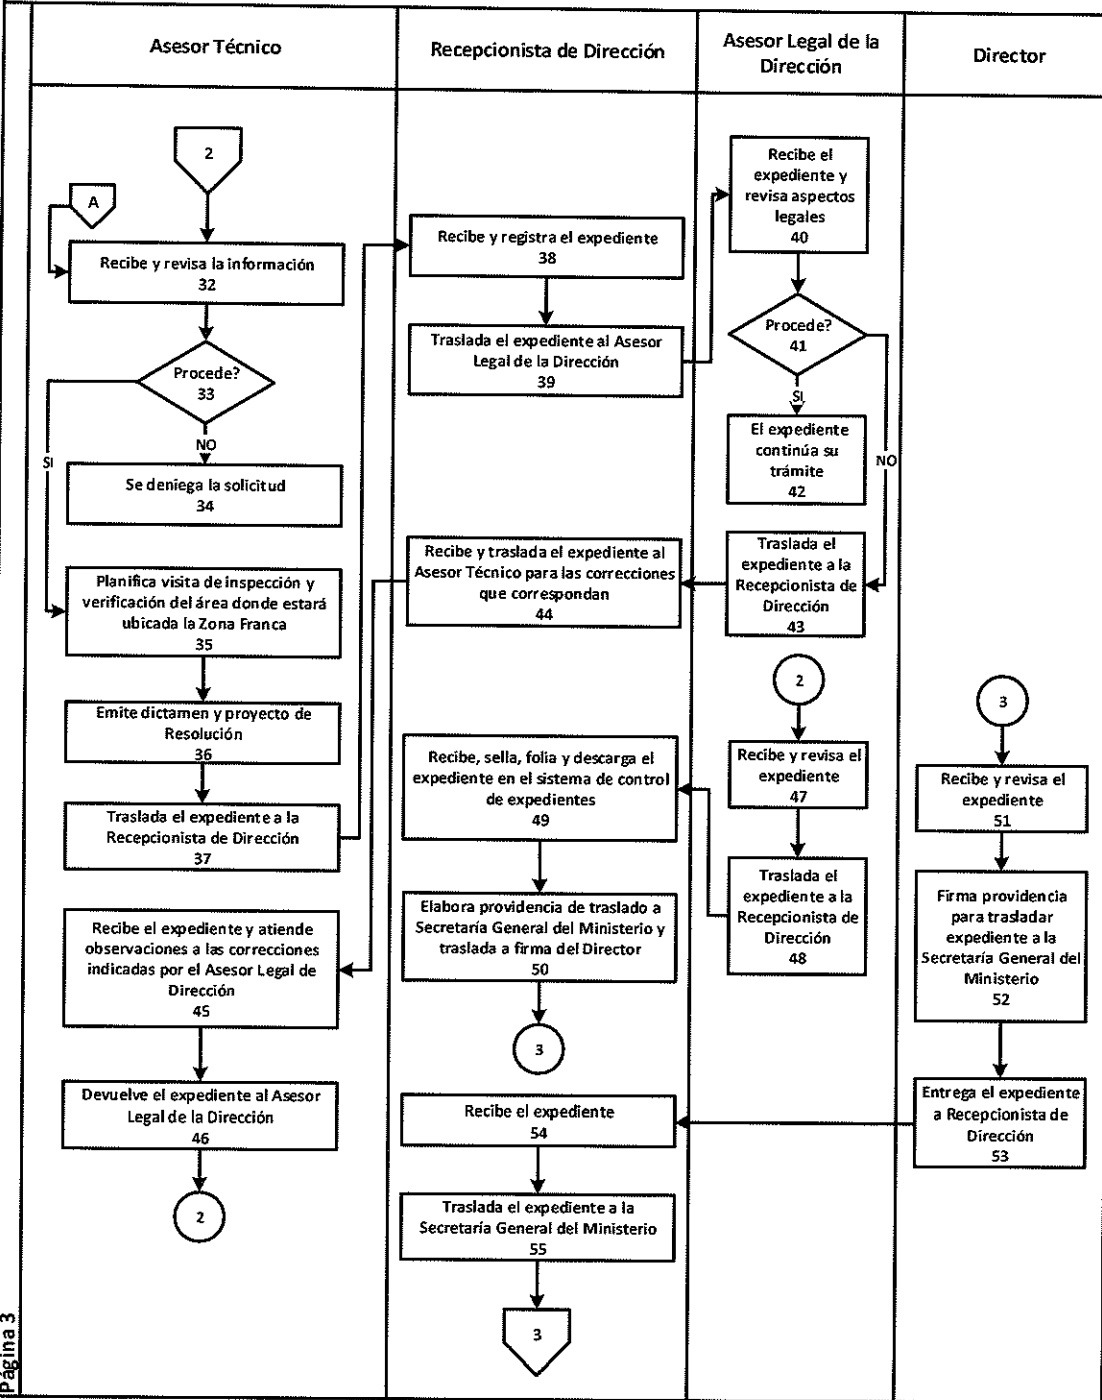 Asesor Técnico
Recepcionista de Dirección
Asesor Legal de la
Dirección
Director
2
A
Recibe y revisa la información
32
Procede?
33
SI
NO
Se deniega la solicitud
34
Planifica visita de inspección y
verificación del área donde estará
ubicada la Zona Franca
35
Emite dictamen y proyecto de
Resolución
36
Traslada el expediente a la
Recepcionista de Dirección
37
Recibe y registra el expediente
38
Traslada el expediente al Asesor
Legal de la Dirección
39
Recibe el
expediente y
revisa aspectos
legales
40
Procede?
41
SI
NO
El expediente
continúa su
trámite
42
Traslada el
expediente a la
Recepcionista de
Dirección
43
Recibe y traslada el expediente al
Asesor Técnico para las correcciones
que correspondan
44
Recibe el expediente y atiende
observaciones a las correcciones
indicadas por el Asesor Legal de
Dirección
45
Devuelve el expediente al Asesor
Legal de la Dirección
46
2
2
Recibe y revisa el
expediente
47
Traslada el
expediente a la
Recepcionista de
Dirección
48
Recibe, sella, folia y descarga el
expediente en el sistema de control
de expedientes
49
Elabora providencia de traslado a
Secretaría General del Ministerio y
traslada a firma del Director
50
3
3
Recibe y revisa el
expediente
51
Firma providencia
para trasladar
expediente a la
Secretaría General del
Ministerio
52
Entrega el expediente
a Recepcionista de
Dirección
53
Recibe el expediente
54
Traslada el expediente a la
Secretaría General del Ministerio
55
3
Página 3